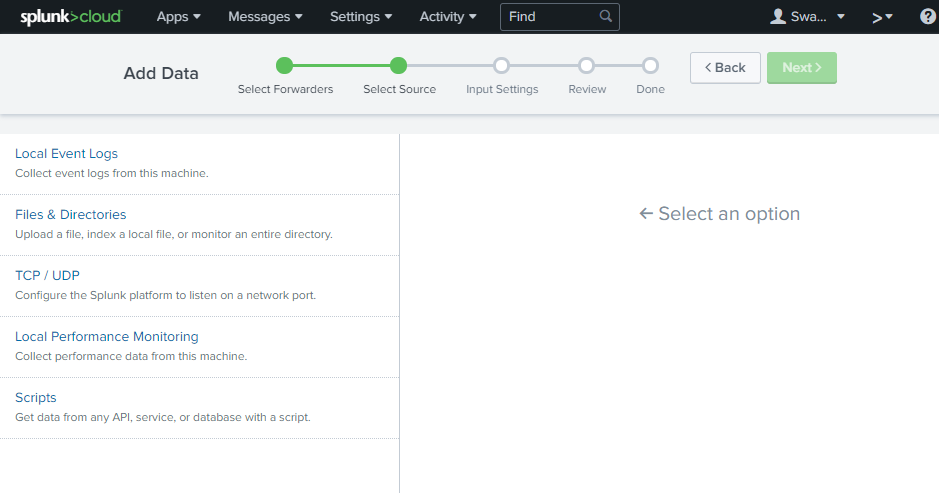 splunk>cloud Apps Messages Settings Activity Find Swa... >
Add Data
Select Forwarders Select Source Input Settings Review Done
< Back Next >
Local Event Logs
Collect event logs from this machine.
Files & Directories
Upload a file, index a local file, or monitor an entire directory.
TCP / UDP
Configure the Splunk platform to listen on a network port.
Local Performance Monitoring
Collect performance data from this machine.
Scripts
Get data from any API, service, or database with a script.
← Select an option